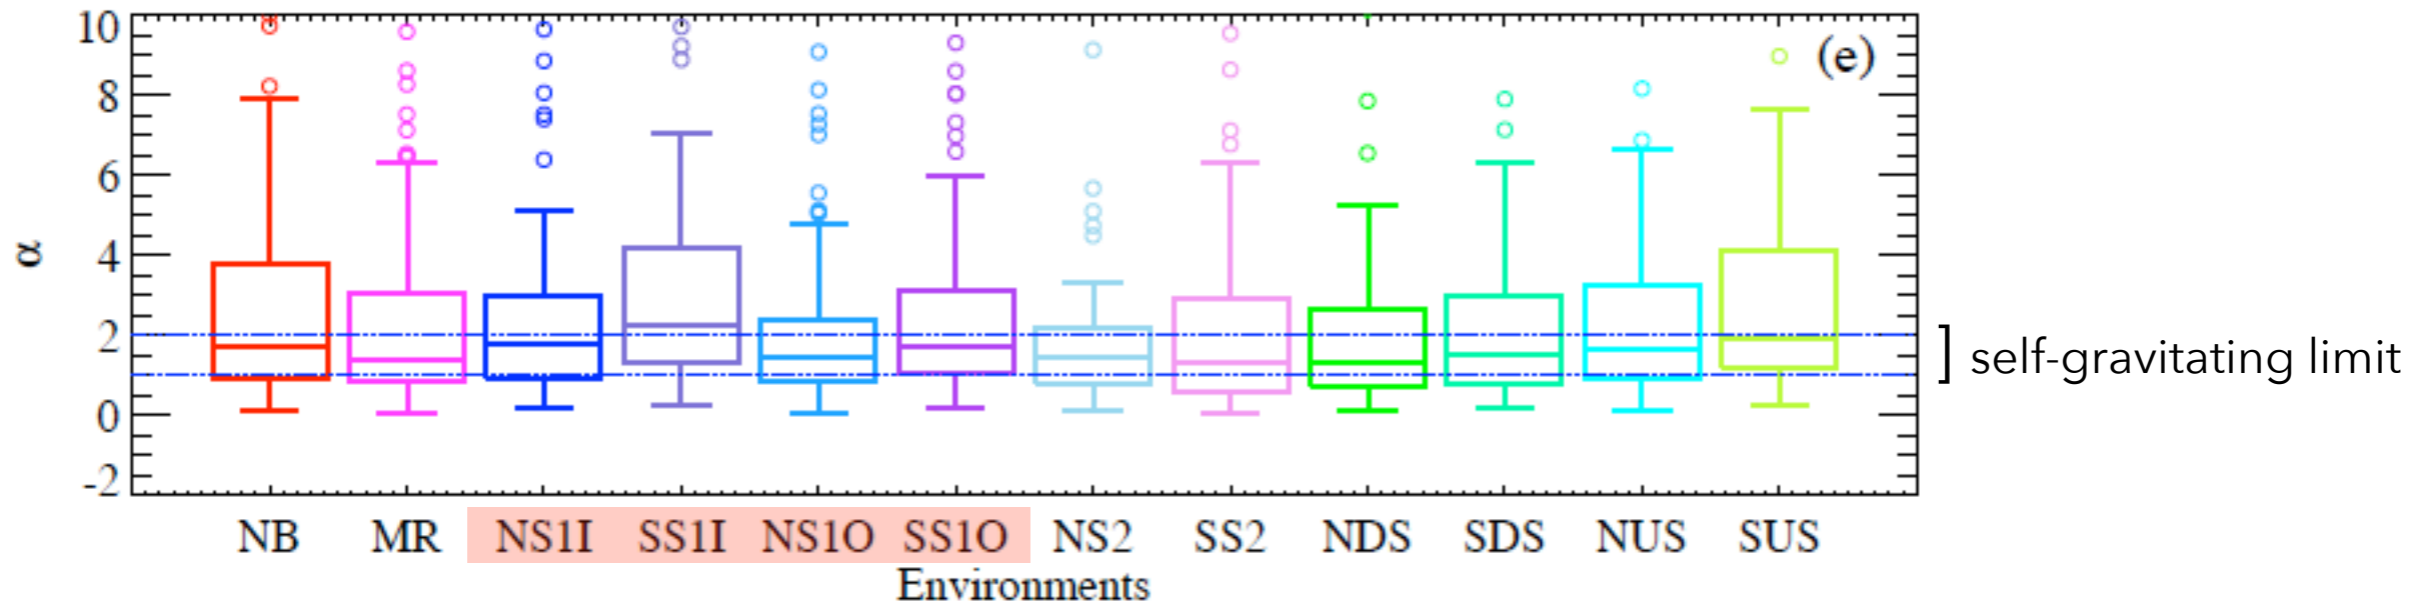 10
(e)
8
6
α
4
2
] self-gravitating limit
0
-2
NB MR NS1I SS1I NS1O SS1O NS2 SS2 NDS SDS NUS SUS
Environments